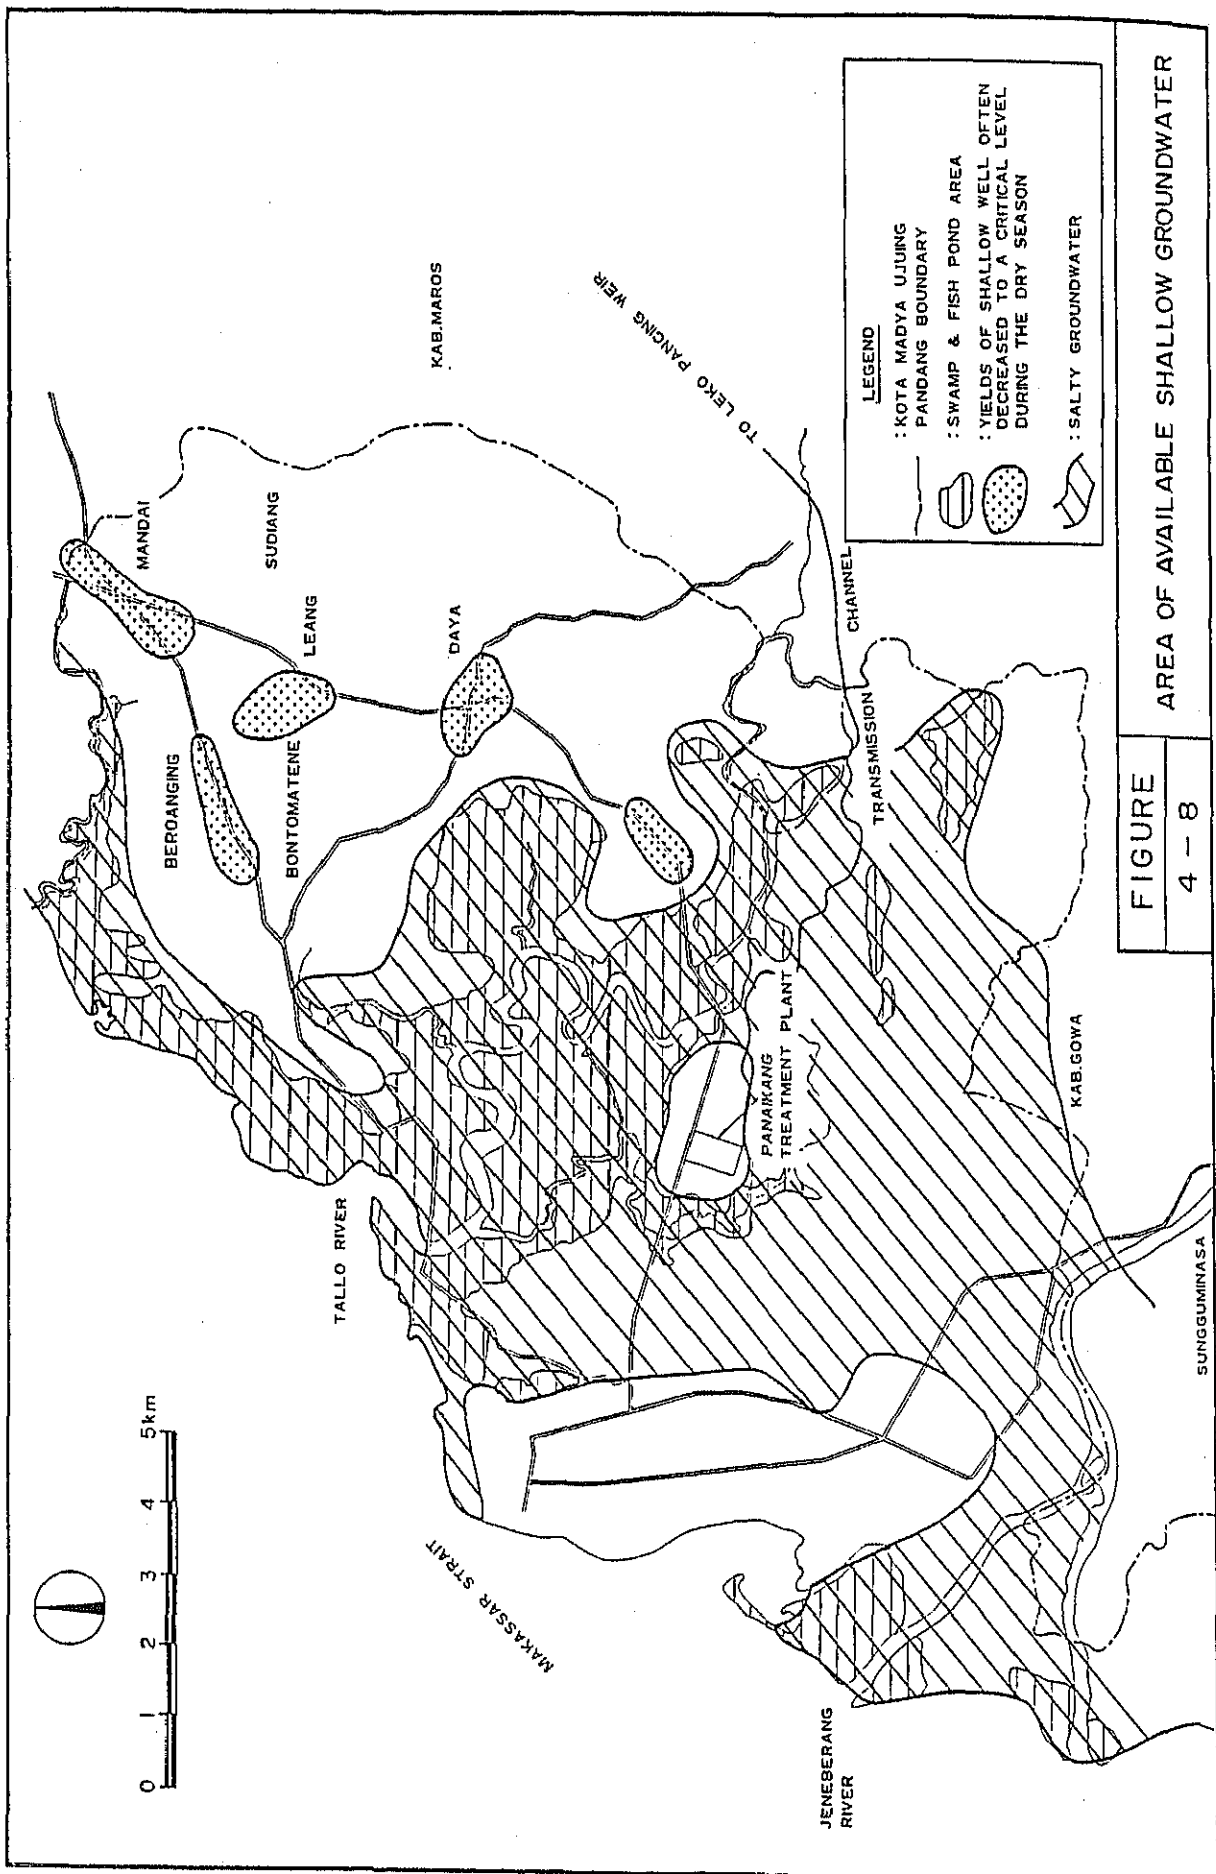 0 1 2 3 4 5km
MAKASSAR STRAIT
TALLO RIVER
JENEBERANG
RIVER
BEROANGING
BONTOMATENE
MANDAI
SUDIANG
LEANG
DAYA
KAB.MAROS
TO LEKO PANCING WEIR
TRANSMISSION CHANNEL
PANAIKANG
TREATMENT PLANT
KAB.GOWA
SUNGGUMINASA
LEGEND
: KOTA MADYA UJUING
PANDANG BOUNDARY
: SWAMP & FISH POND AREA
: YIELDS OF SHALLOW WELL OFTEN
DECREASED TO A CRITICAL LEVEL
DURING THE DRY SEASON
: SALTY GROUNDWATER
FIGURE
4 - 8
AREA OF AVAILABLE SHALLOW GROUNDWATER